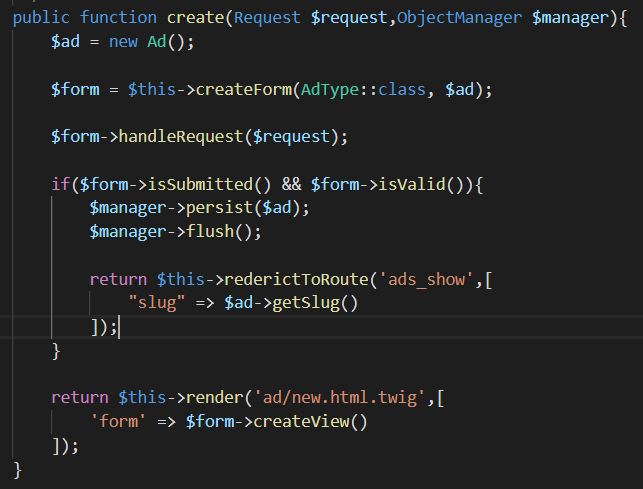 public function create(Request $request,ObjectManager $manager){
    $ad = new Ad();

    $form = $this->createForm(AdType::class, $ad);

    $form->handleRequest($request);

    if($form->isSubmitted() && $form->isValid()){
        $manager->persist($ad);
        $manager->flush();

        return $this->rederictToRoute('ads_show',[
            "slug" => $ad->getSlug()
        ]);
    }

    return $this->render('ad/new.html.twig',[
        'form' => $form->createView()
    ]);
}